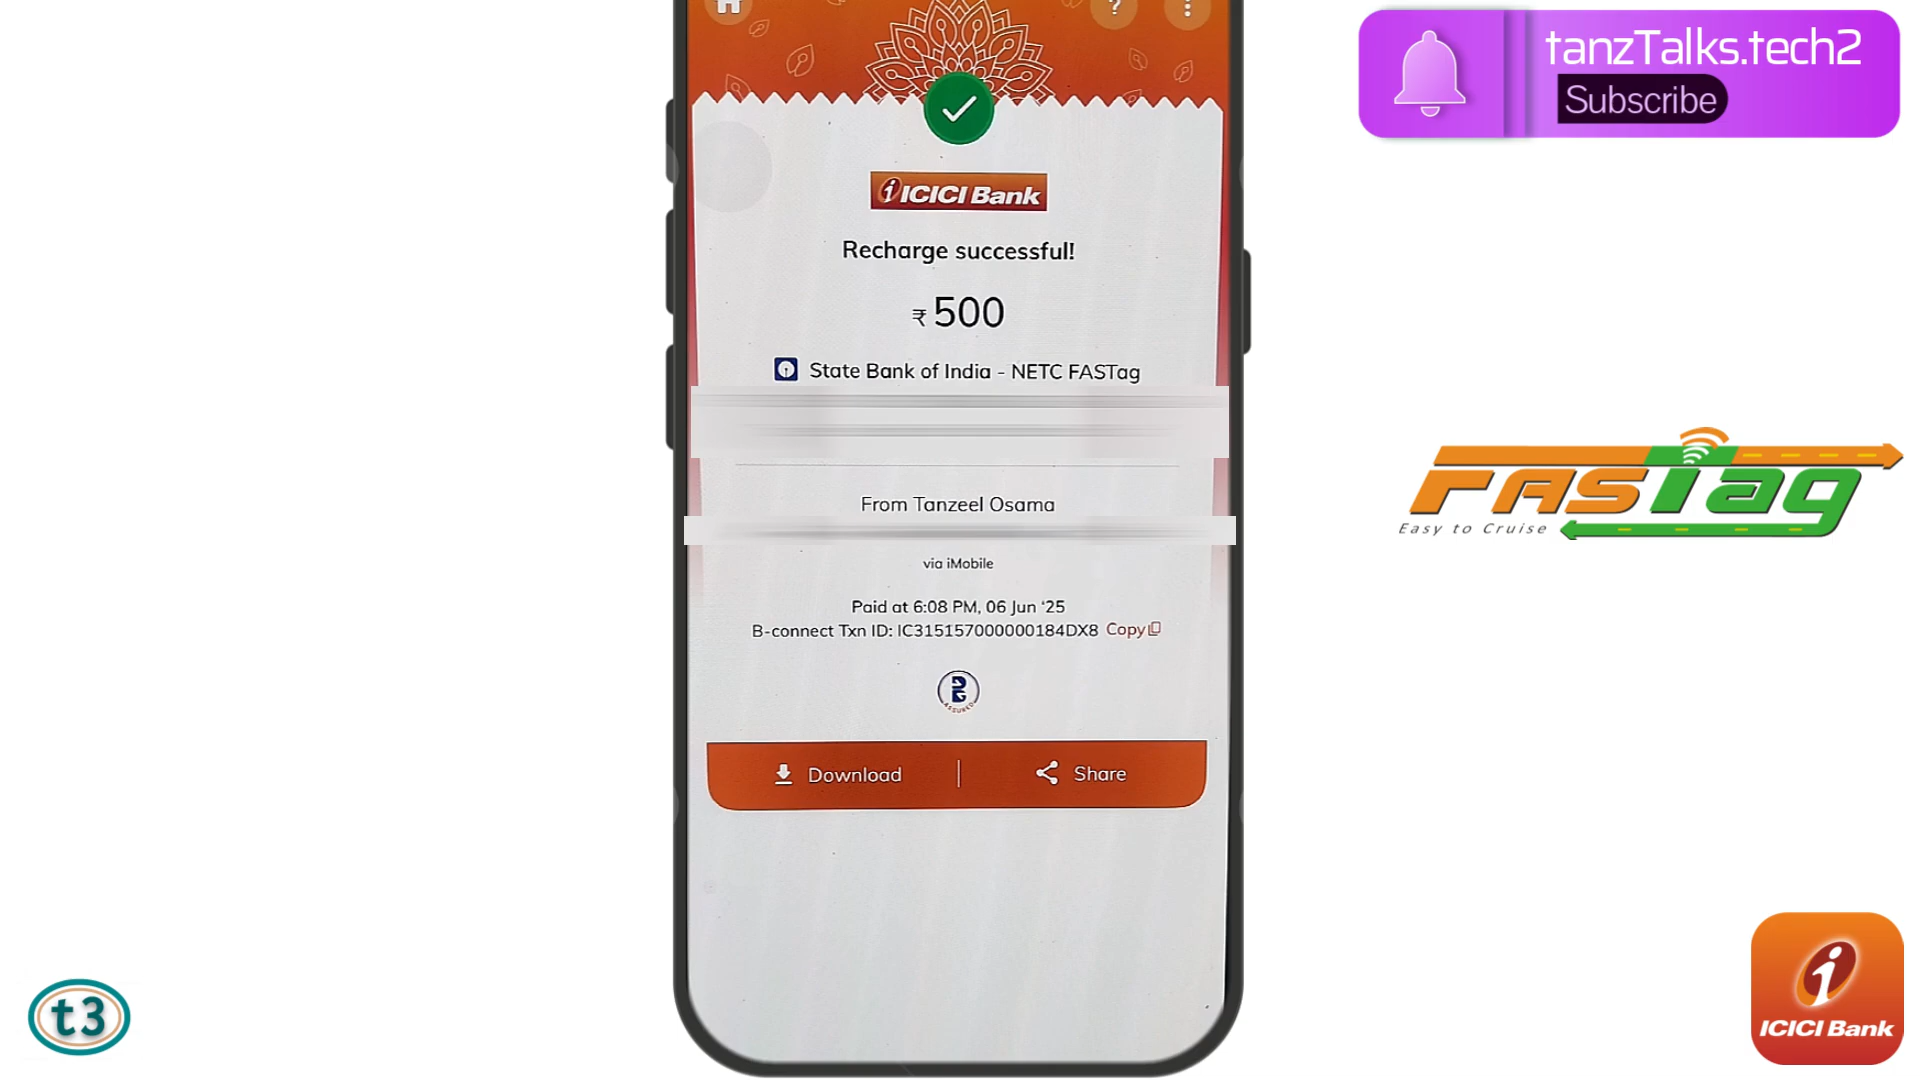 tanzTalks.tech2
Subscribe
?
ICICI Bank
Recharge successful!
₹ 500
State Bank of India - NETC FASTag
From Tanzeel Osama
via iMobile
Paid at 6:08 PM, 06 Jun ‘25
B-connect Txn ID: IC315157000000184DX8 Copy
B
ASSURED
Download | Share
FASTag
Easy to Cruise
t3
ICICI Bank